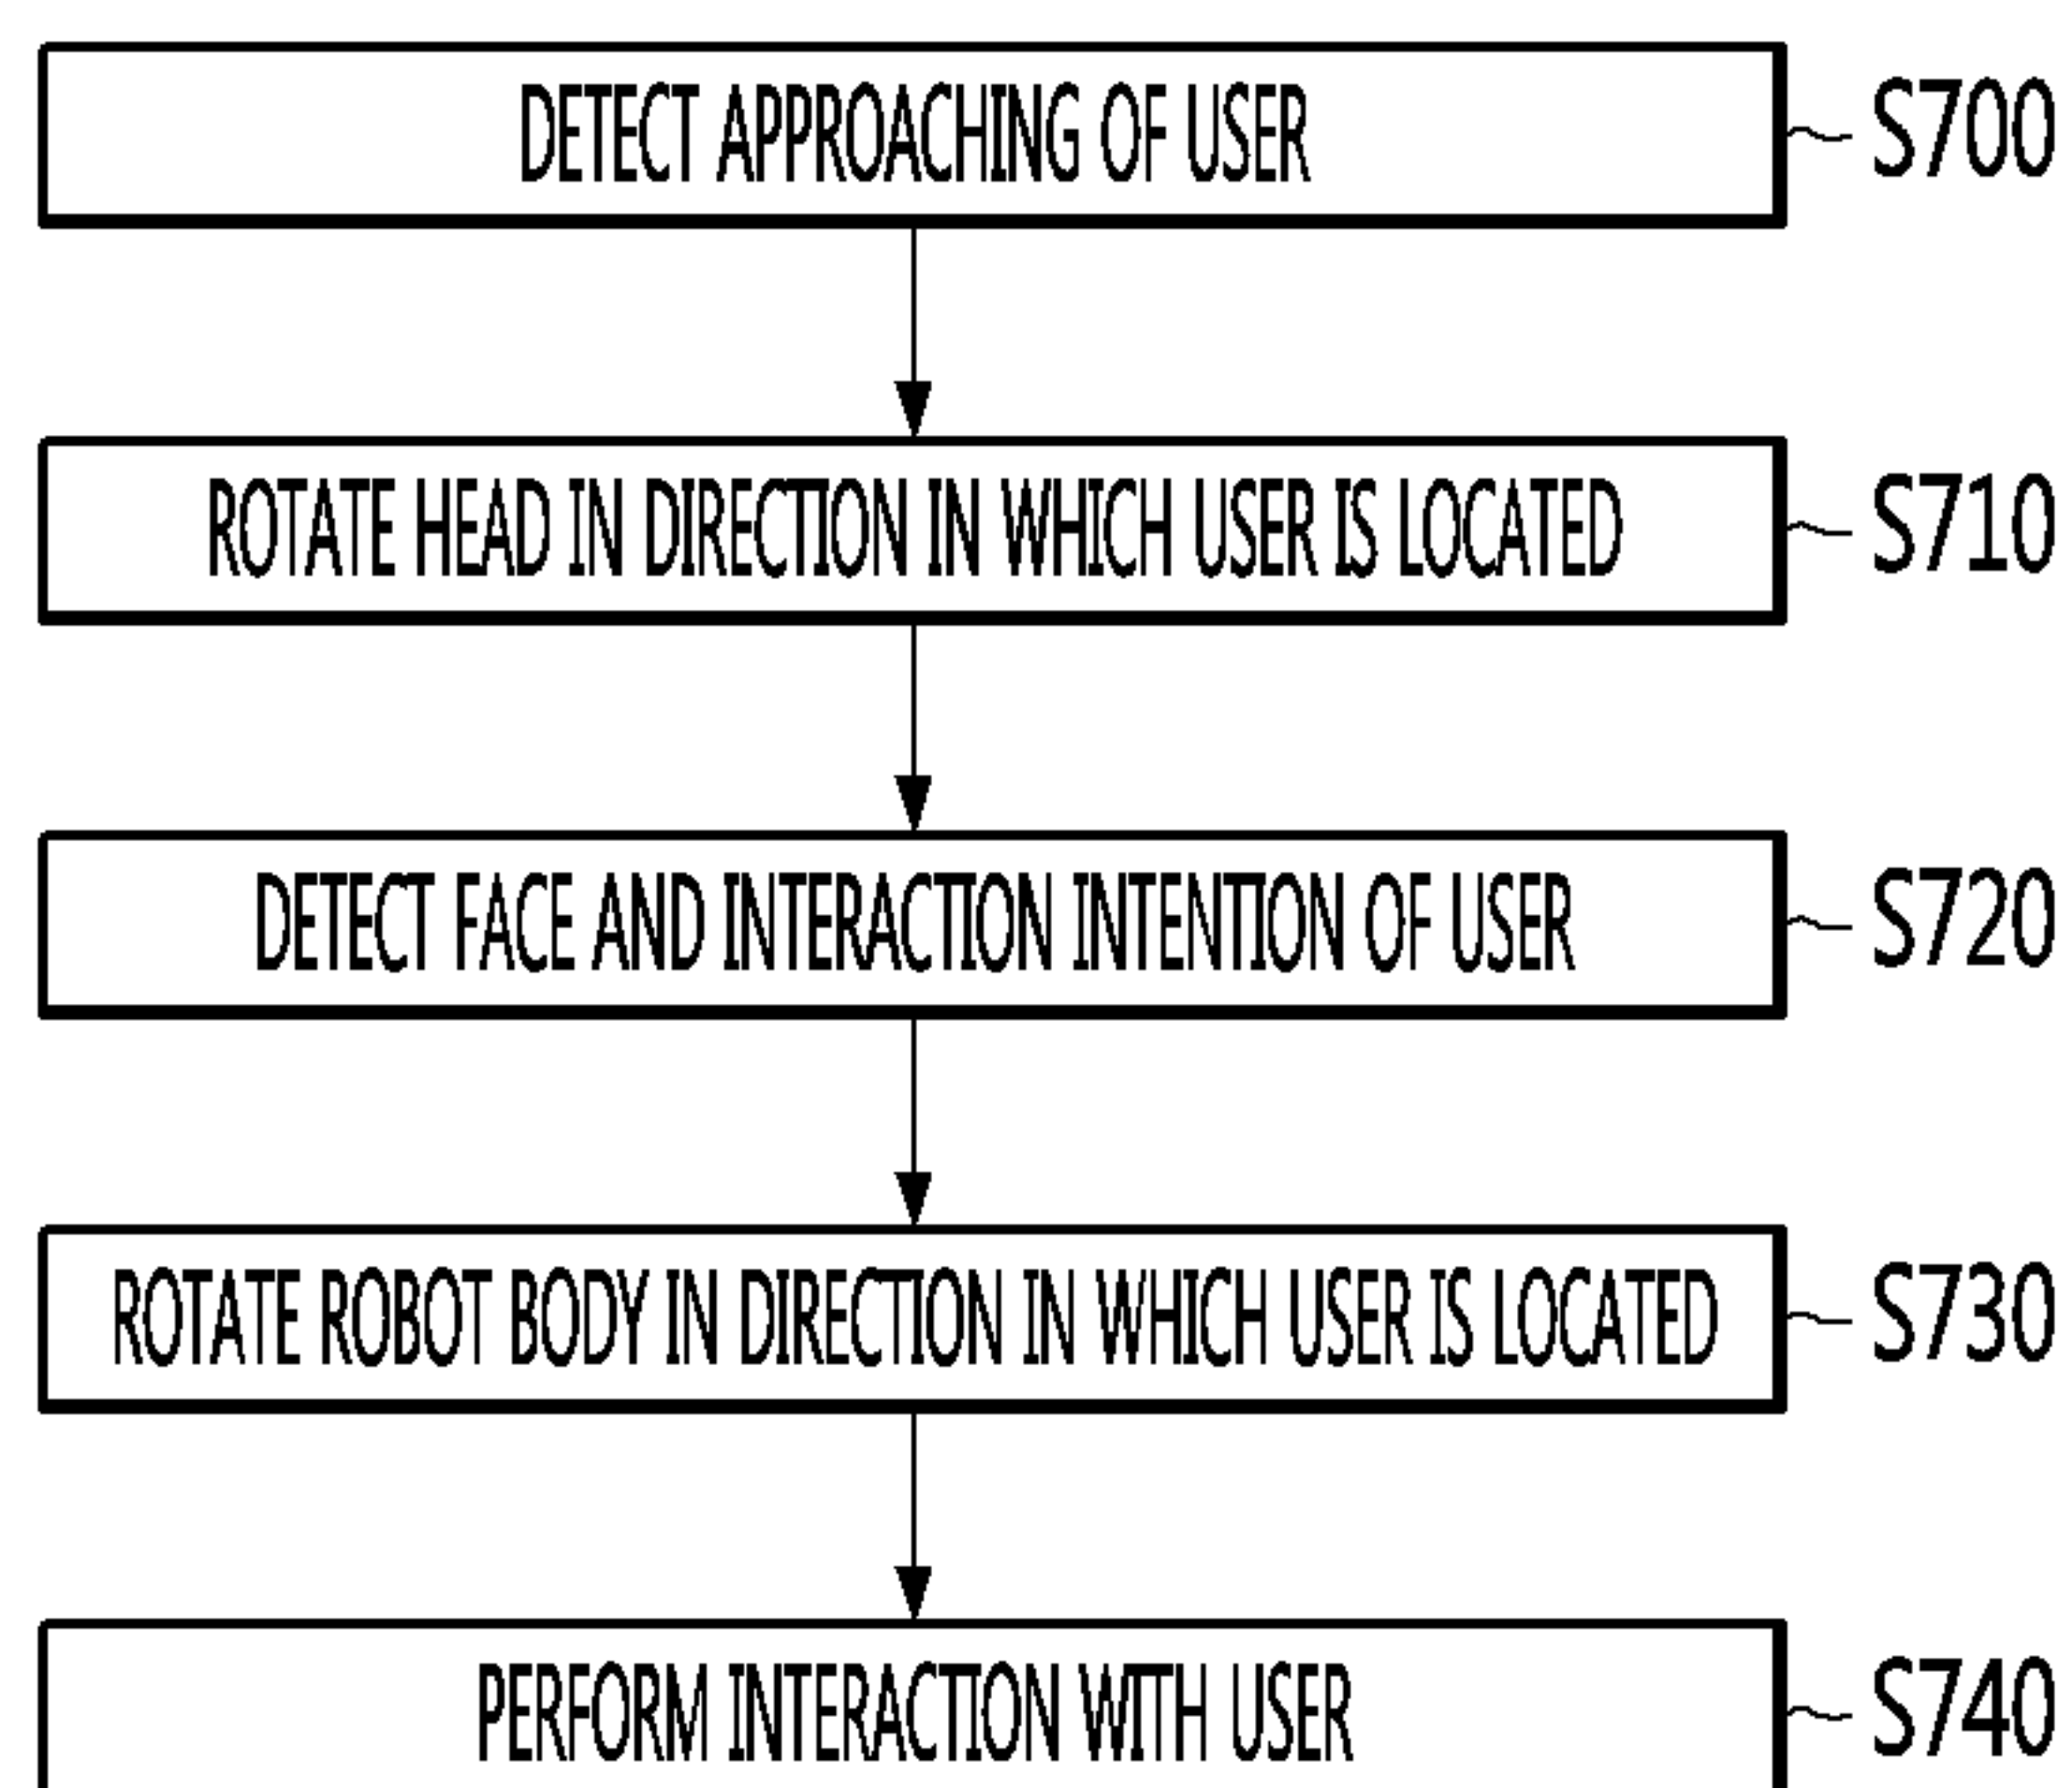 DETECT APPROACHING OF USER S700
ROTATE HEAD IN DIRECTION IN WHICH USER IS LOCATED S710
DETECT FACE AND INTERACTION INTENTION OF USER S720
ROTATE ROBOT BODY IN DIRECTION IN WHICH USER IS LOCATED S730
PERFORM INTERACTION WITH USER S740